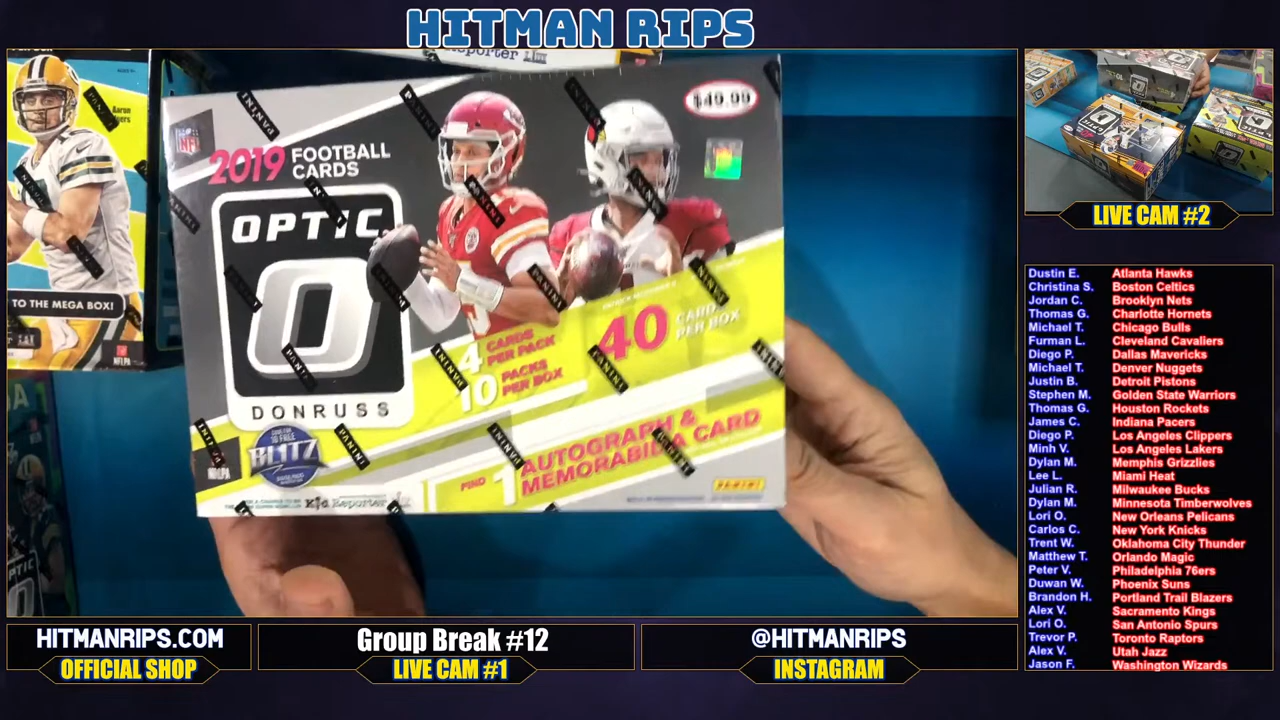 HITMAN RIPS
Reporter
$49.99
2019 FOOTBALL
CARDS
NFL
OPTIC
DONRUSS
Aaron
TO THE MEGA BOX!
NFLPA
4 CARDS
PER PACK
10 PACKS
PER BOX
40 CARDS
PER BOX
FIND 1 AUTOGRAPH &
MEMORABILIA CARD
BLITZ
Kid Reporter
PANINI
LIVE CAM #2
Dustin E. Atlanta Hawks
Christina S. Boston Celtics
Jordan C. Brooklyn Nets
Thomas G. Charlotte Hornets
Michael T. Chicago Bulls
Furman L. Cleveland Cavaliers
Diego P. Dallas Mavericks
Michael T. Denver Nuggets
Justin B. Detroit Pistons
Stephen M. Golden State Warriors
Thomas G. Houston Rockets
James C. Indiana Pacers
Diego P. Los Angeles Clippers
Minh V. Los Angeles Lakers
Dylan M. Memphis Grizzlies
Lee L. Miami Heat
Julian R. Milwaukee Bucks
Dylan M. Minnesota Timberwolves
Lori O. New Orleans Pelicans
Carlos C. New York Knicks
Trent W. Oklahoma City Thunder
Matthew T. Orlando Magic
Peter V. Philadelphia 76ers
Duwan W. Phoenix Suns
Brandon H. Portland Trail Blazers
Alex V. Sacramento Kings
Lori O. San Antonio Spurs
Trevor P. Toronto Raptors
Alex V. Utah Jazz
Jason F. Washington Wizards
HITMANRIPS.COM
OFFICIAL SHOP
Group Break #12
LIVE CAM #1
@HITMANRIPS
INSTAGRAM